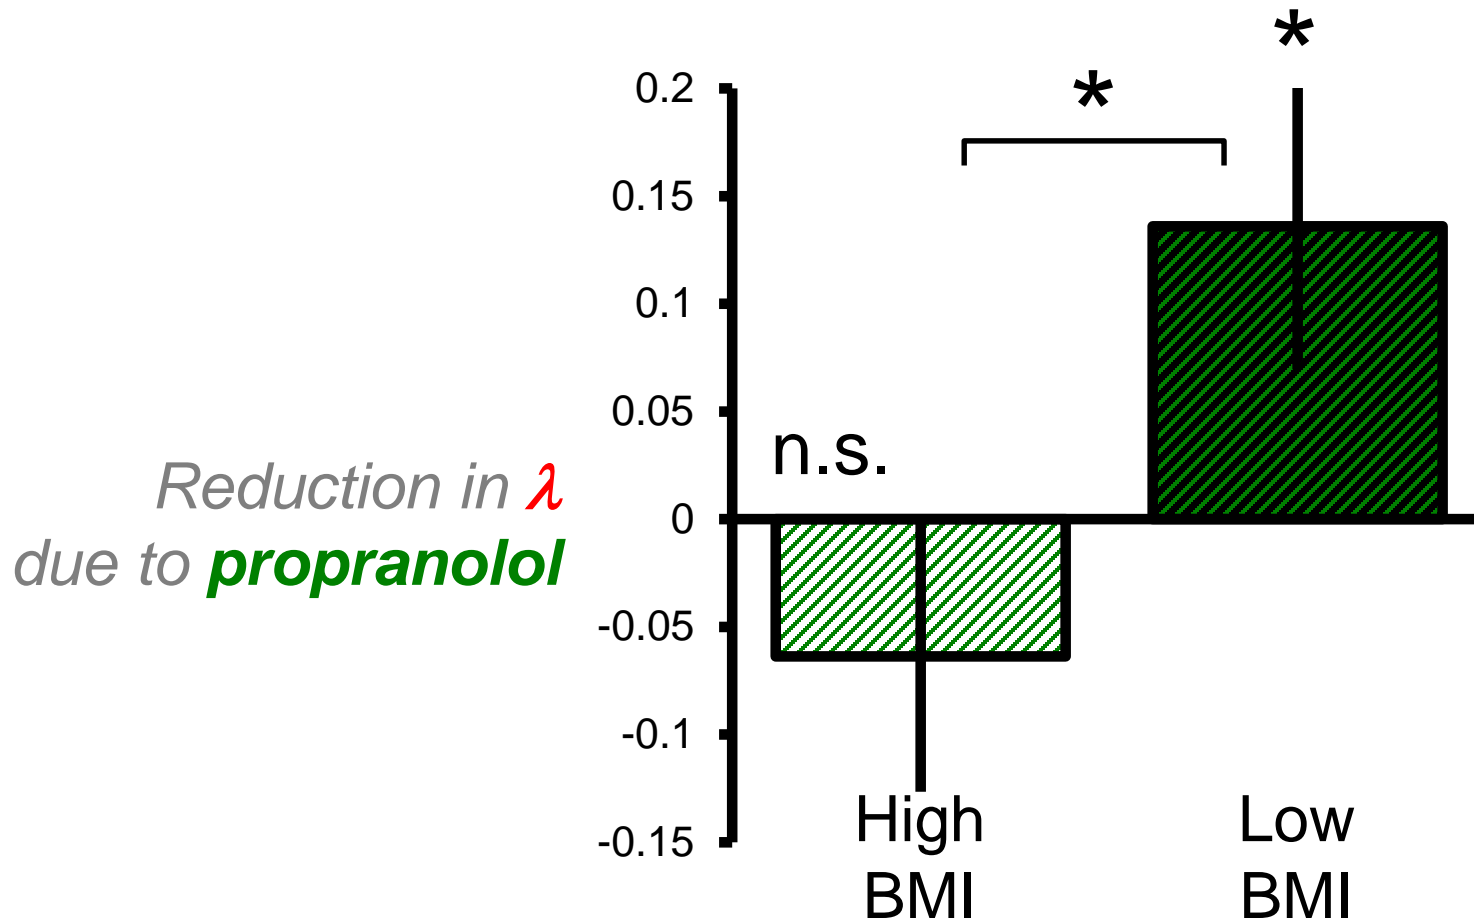 *
*
0.2
0.15
0.1
0.05
n.s.
Reduction in λ
due to propranolol
0
-0.05
-0.1
-0.15
High
BMI
Low
BMI